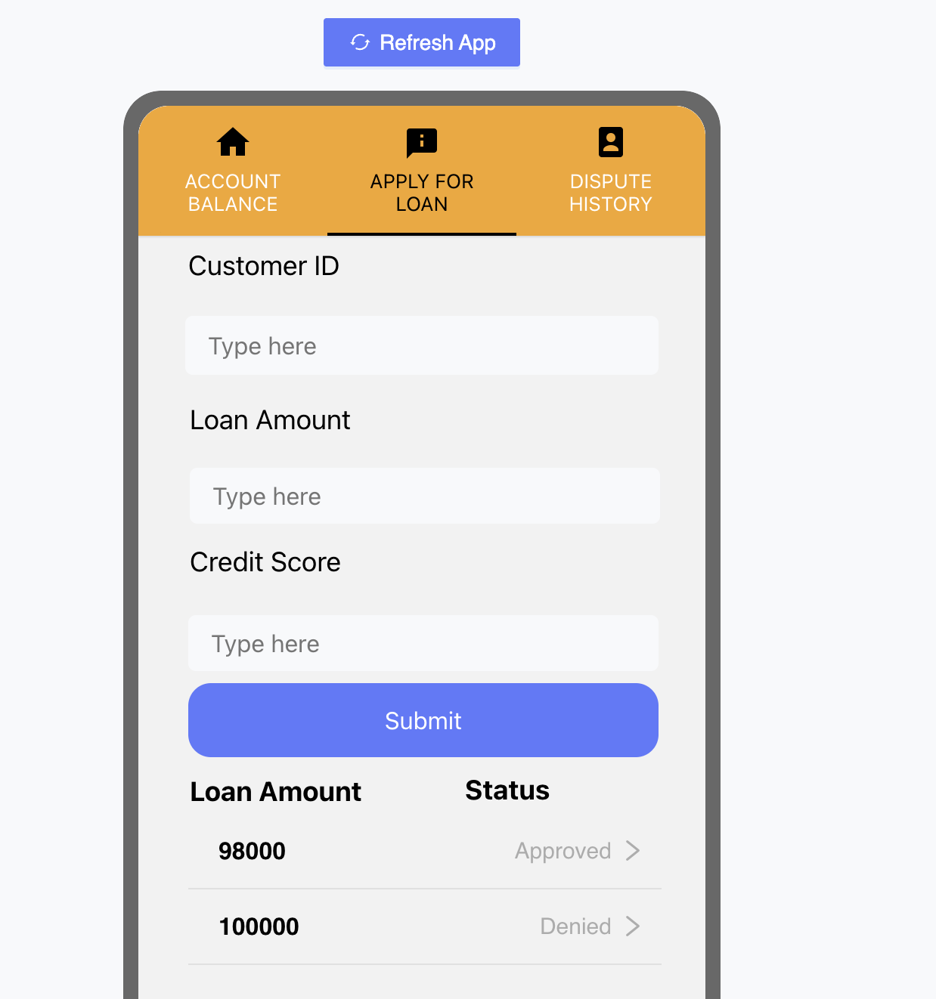 Refresh App
ACCOUNT
BALANCE
APPLY FOR
LOAN
DISPUTE
HISTORY
Customer ID
Type here
Loan Amount
Type here
Credit Score
Type here
Submit
Loan Amount Status
98000 Approved
100000 Denied